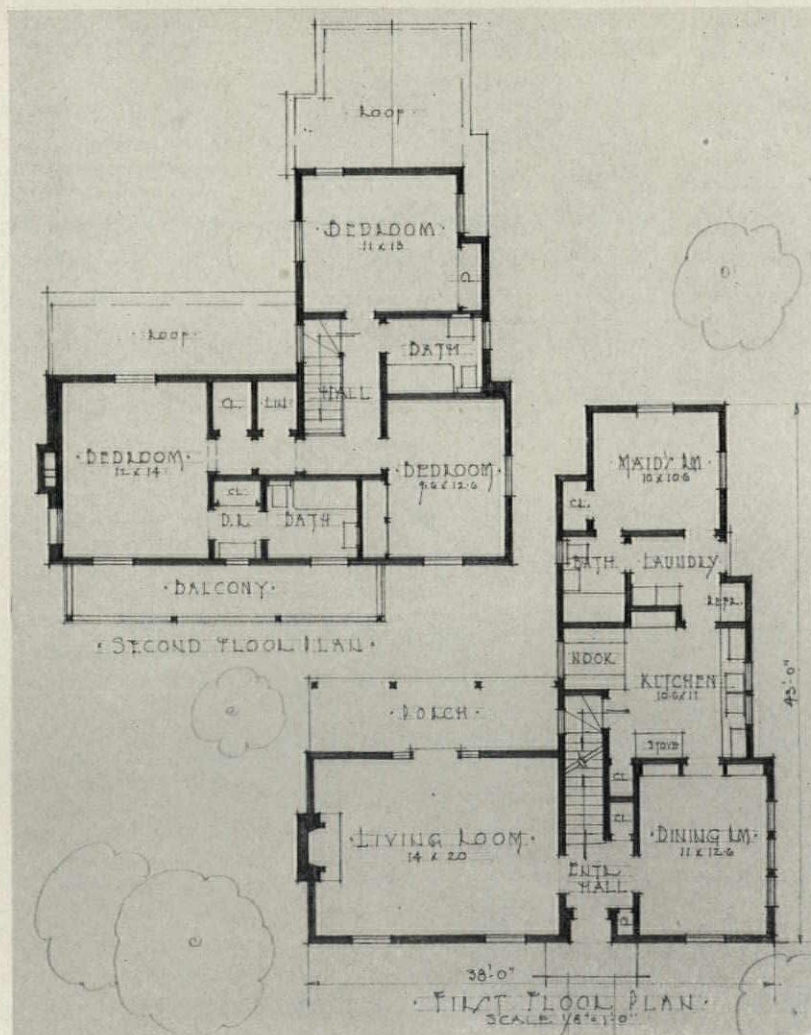 ROOF
BEDROOM
11 x 13
CL
ROOF
BATH
HALL
CL.
LIN.
BEDROOM
12 x 14
BEDROOM
9-6 x 12-6
CL.
D.R.
BATH
BALCONY
SECOND FLOOR PLAN
MAID'S RM
10 x 10-6
CL.
BATH
LAUNDRY
REFR.
NOOK
KITCHEN
10-6 x 11
STOVE
PORCH
CL
CL
LIVING ROOM
14 x 20
DINING RM
11 x 12-6
ENTR.
HALL
CL
43'-0"
38'-0"
FIRST FLOOR PLAN
SCALE 1/8" = 1'-0"